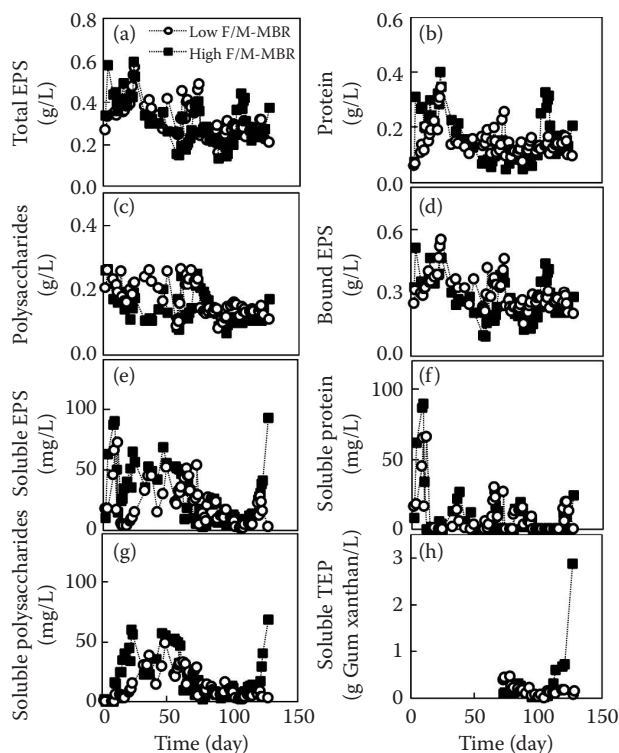 (a)
Low F/M-MBR
High F/M-MBR
Total EPS
(g/L)
0.8
0.6
0.4
0.2
0.0
(b)
Protein
(g/L)
0.6
0.4
0.2
0.0
(c)
Polysaccharides
(g/L)
0.4
0.2
0.0
(d)
Bound EPS
(g/L)
0.6
0.3
0.0
(e)
Soluble EPS
(mg/L)
100
50
0
(f)
Soluble protein
(mg/L)
100
50
0
(g)
Soluble polysaccharides
(mg/L)
100
50
0
0 50 100 150
Time (day)
(h)
Soluble TEP
(g Gum xanthan/L)
3
2
1
0
0 50 100 150
Time (day)